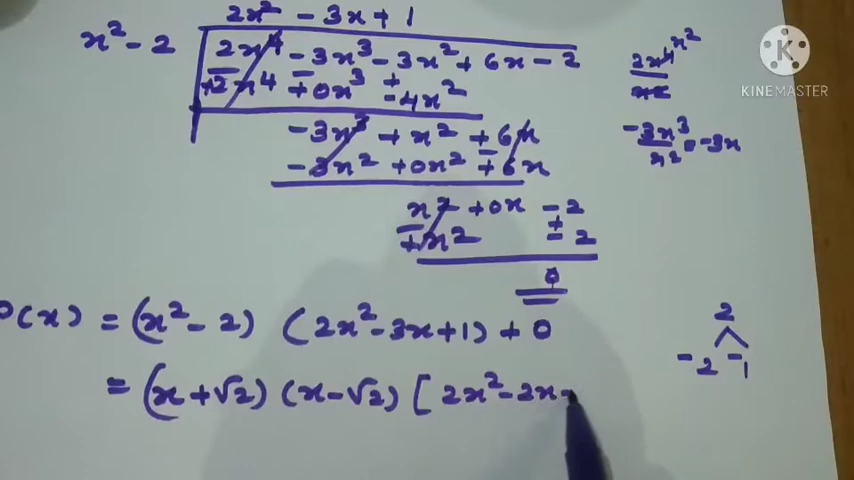 2x² - 3x + 1
x² - 2
2x⁴ - 3x³ - 3x² + 6x - 2
+2x⁴ + 0x³ - 4x²
- 3x³ + x² + 6x
- 3x² + 0x² + 6x
x² + 0x - 2
+ x² - 2
0
2x⁴ x²
-3x³ / x² = -3x
K
KINEMASTER
P(x) = (x² - 2) (2x² - 3x + 1) + 0
= (x + √2) (x - √2) [2x² - 2x -
2
-2 -1